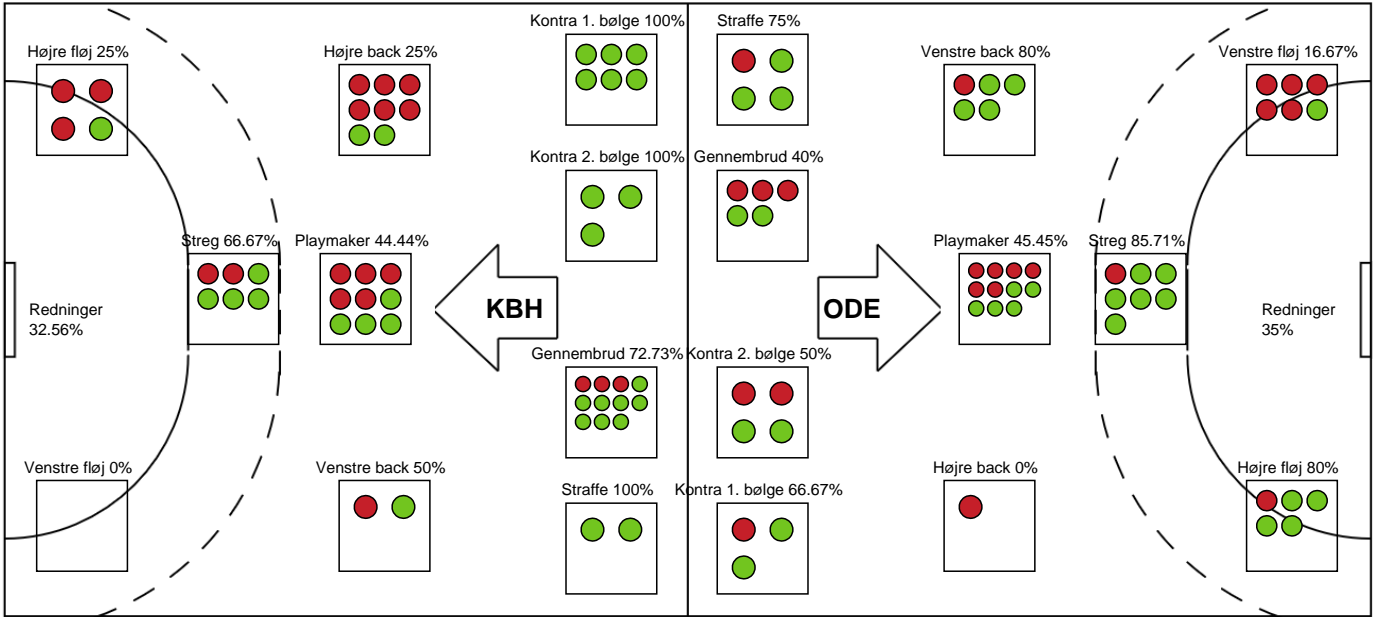 Kontra 1. bølge 100%
Straffe 75%
Højre fløj 25%
Højre back 25%
Venstre back 80%
Venstre fløj 16.67%
Kontra 2. bølge 100%
Gennembrud 40%
Streg 66.67%
Playmaker 44.44%
Playmaker 45.45%
Streg 85.71%
Redninger
32.56%
KBH
ODE
Redninger
35%
Gennembrud 72.73%
Kontra 2. bølge 50%
Venstre fløj 0%
Venstre back 50%
Højre back 0%
Højre fløj 80%
Straffe 100%
Kontra 1. bølge 66.67%